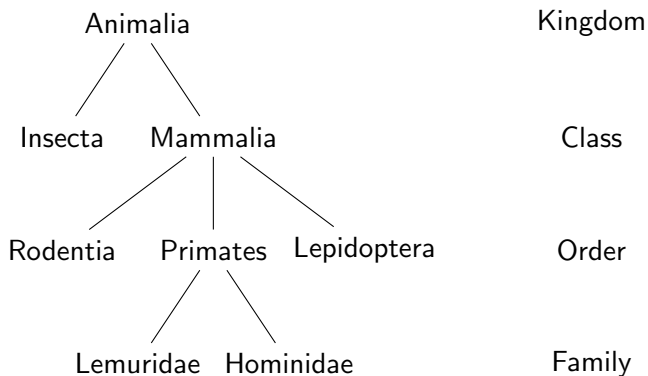 Animalia Kingdom
Insecta Mammalia Class
Rodentia Primates Lepidoptera Order
Lemuridae Hominidae Family